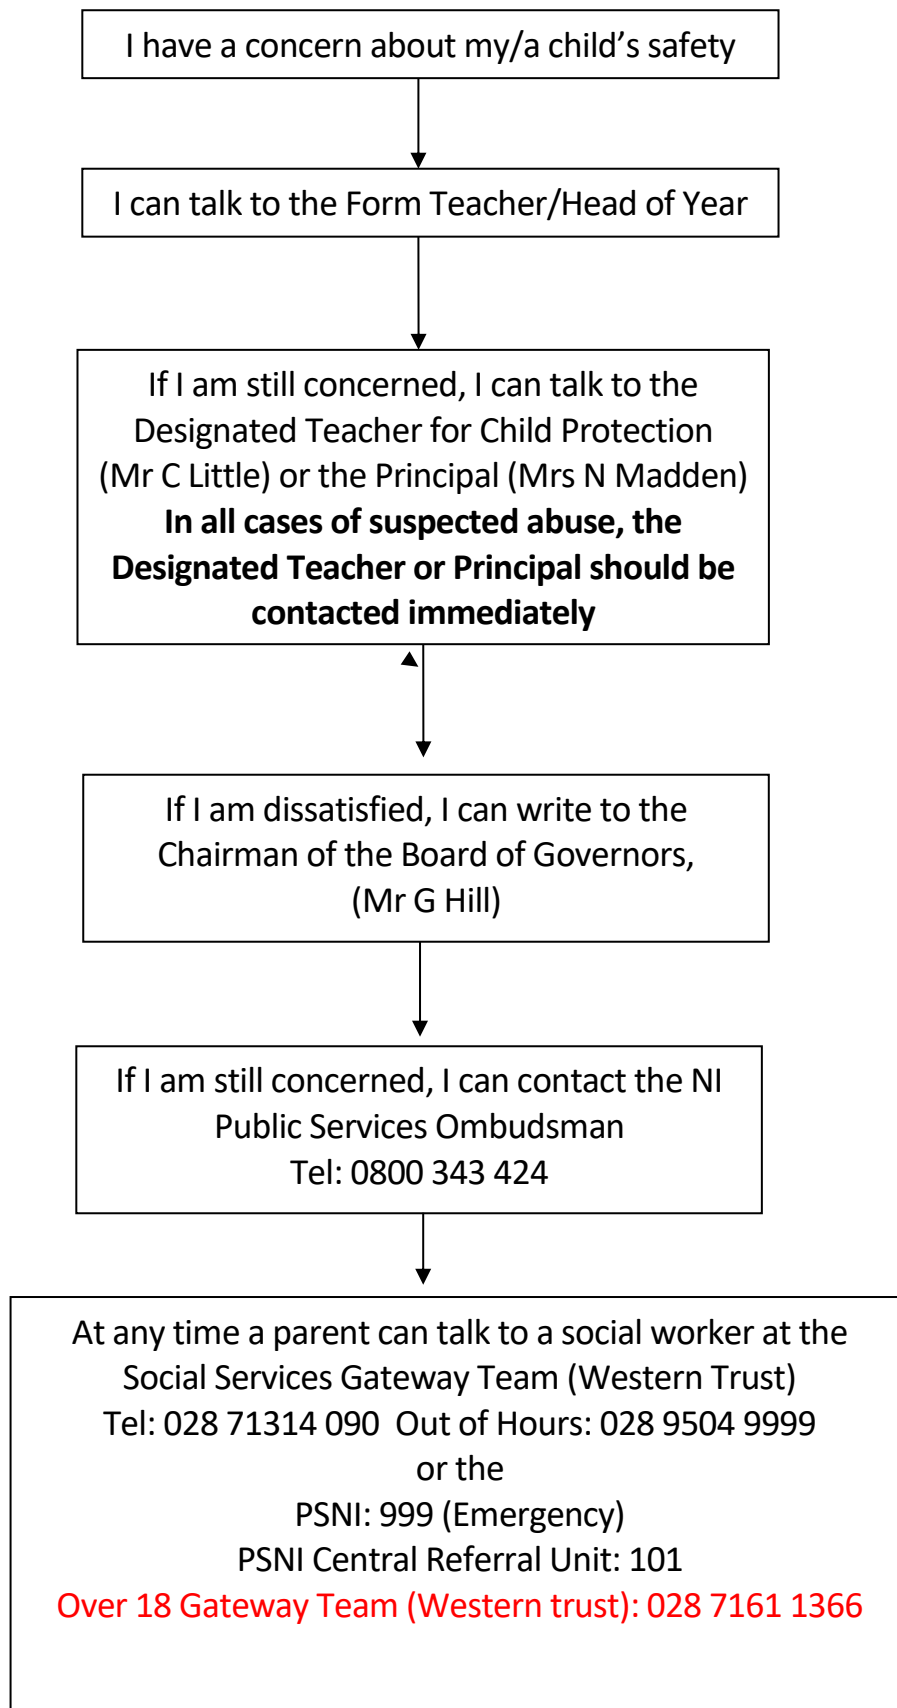 I have a concern about my/a child’s safety
I can talk to the Form Teacher/Head of Year
If I am still concerned, I can talk to the
Designated Teacher for Child Protection
(Mr C Little) or the Principal (Mrs N Madden)
In all cases of suspected abuse, the
Designated Teacher or Principal should be
contacted immediately
If I am dissatisfied, I can write to the
Chairman of the Board of Governors,
(Mr G Hill)
If I am still concerned, I can contact the NI
Public Services Ombudsman
Tel: 0800 343 424
At any time a parent can talk to a social worker at the
Social Services Gateway Team (Western Trust)
Tel: 028 71314 090  Out of Hours: 028 9504 9999
or the
PSNI: 999 (Emergency)
PSNI Central Referral Unit: 101
Over 18 Gateway Team (Western trust): 028 7161 1366